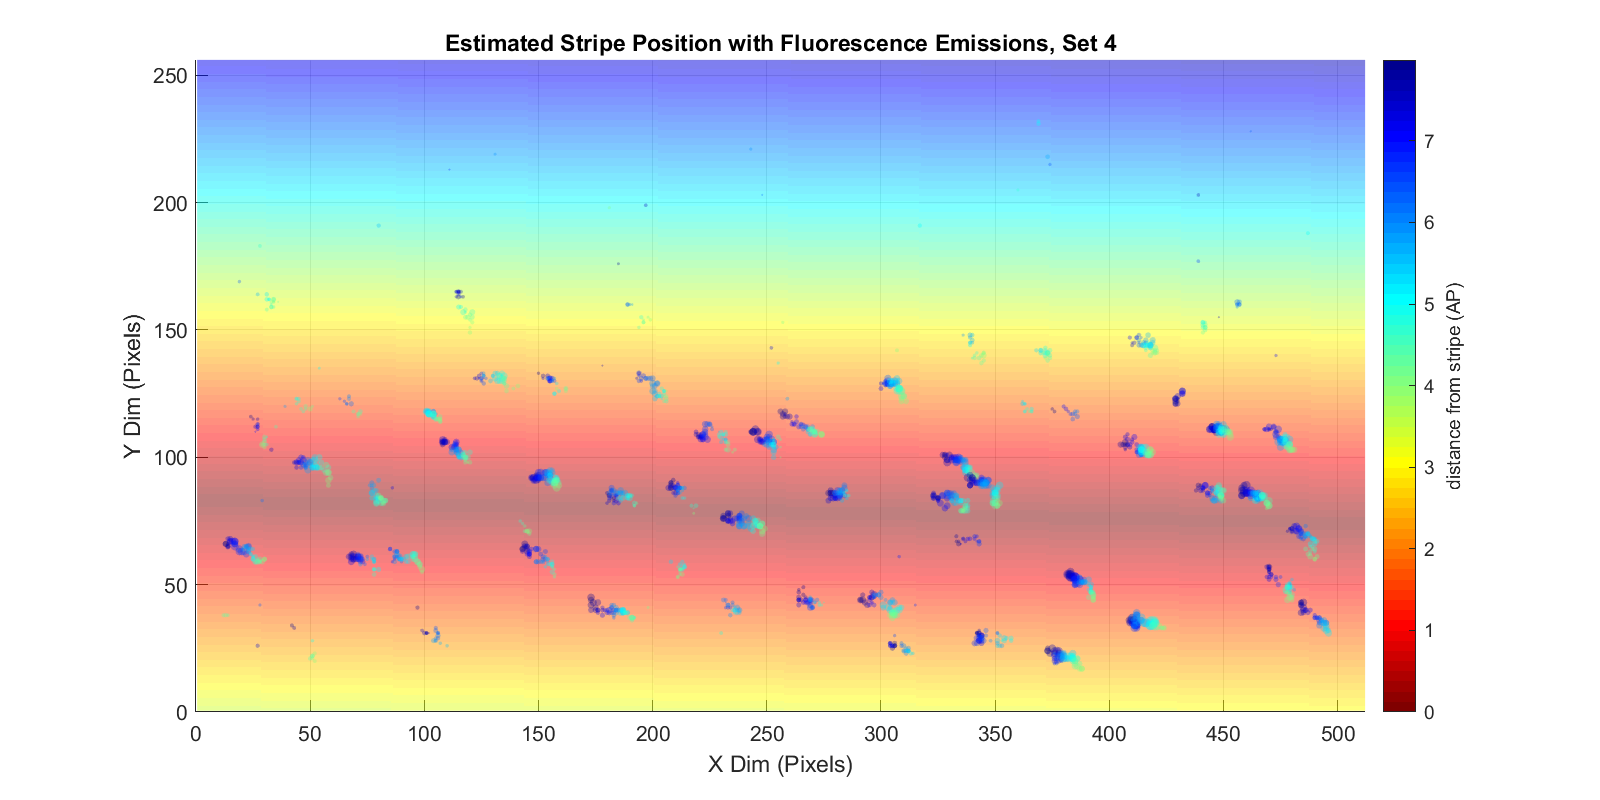 Estimated Stripe Position with Fluorescence Emissions, Set 4
250
200
150
100
50
0
Y Dim (Pixels)
0 50 100 150 200 250 300 350 400 450 500
X Dim (Pixels)
7
6
5
4
3
2
1
0
distance from stripe (AP)